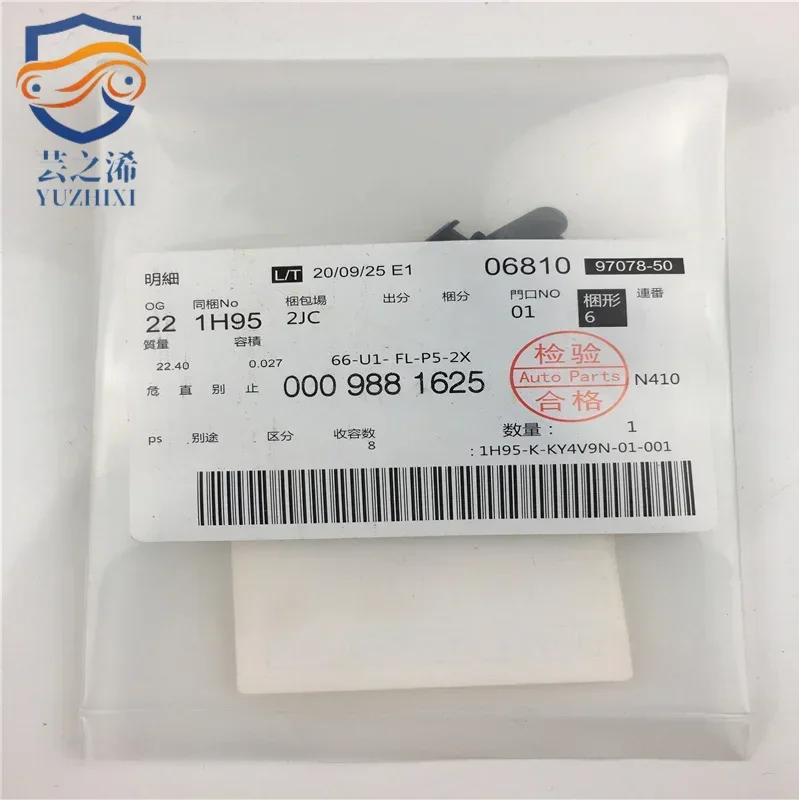 TM
芸之浠
YUZHIXI
明細 L/T 20/09/25 E1 06810 97078-50
OG 同梱No 梱包場 出分 梱分 門口NO 梱形 連番
22 1H95 2JC 01 6
質量 容積
22.40 0.027 66-U1- FL-P5-2X
危 直 别 止 000 988 1625 N410
检 验
Auto Parts
合 格
ps 别途 区分 收容数 数量： 1
8 : 1H95-K-KY4V9N-01-001